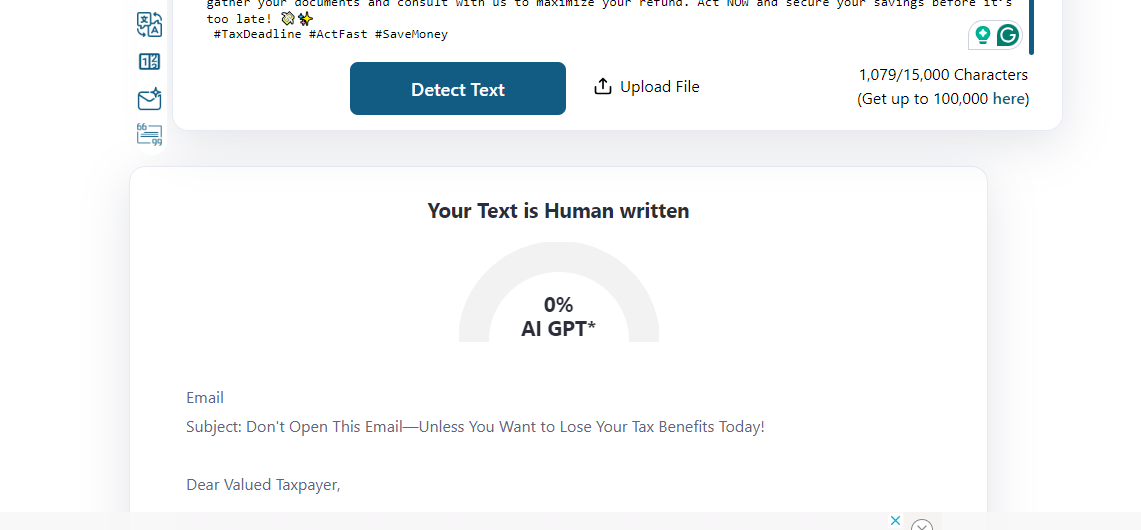 gather your documents and consult with us to maximize your refund. Act NOW and secure your savings before it's
too late! 💸✨
#TaxDeadline #ActFast #SaveMoney
Detect Text
Upload File
1,079/15,000 Characters
(Get up to 100,000 here)
Your Text is Human written
0%
AI GPT*
Email
Subject: Don't Open This Email—Unless You Want to Lose Your Tax Benefits Today!
Dear Valued Taxpayer,